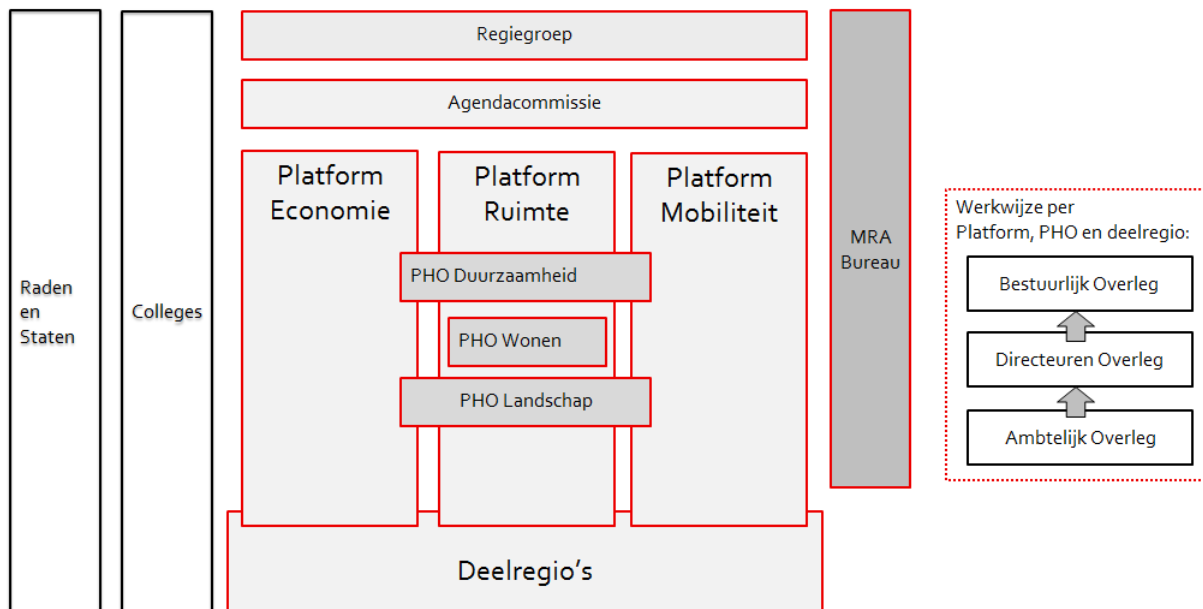 Raden
en
Staten
Colleges
Regiegroep
Agendacommissie
Platform
Economie
Platform
Ruimte
Platform
Mobiliteit
PHO Duurzaamheid
PHO Wonen
PHO Landschap
Deelregio's
MRA
Bureau
Werkwijze per
Platform, PHO en deelregio:
Bestuurlijk Overleg
Directeuren Overleg
Ambtelijk Overleg